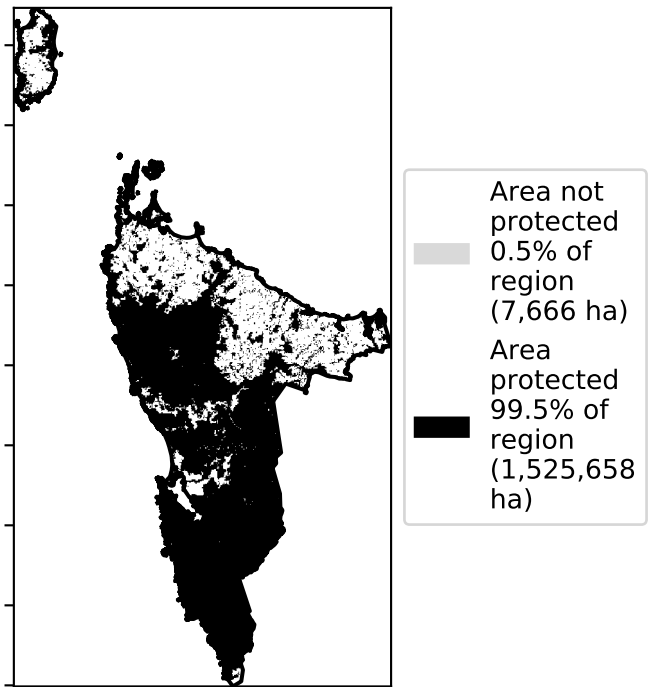 Area not
protected
0.5% of
region
(7,666 ha)
Area
protected
99.5% of
region
(1,525,658
ha)